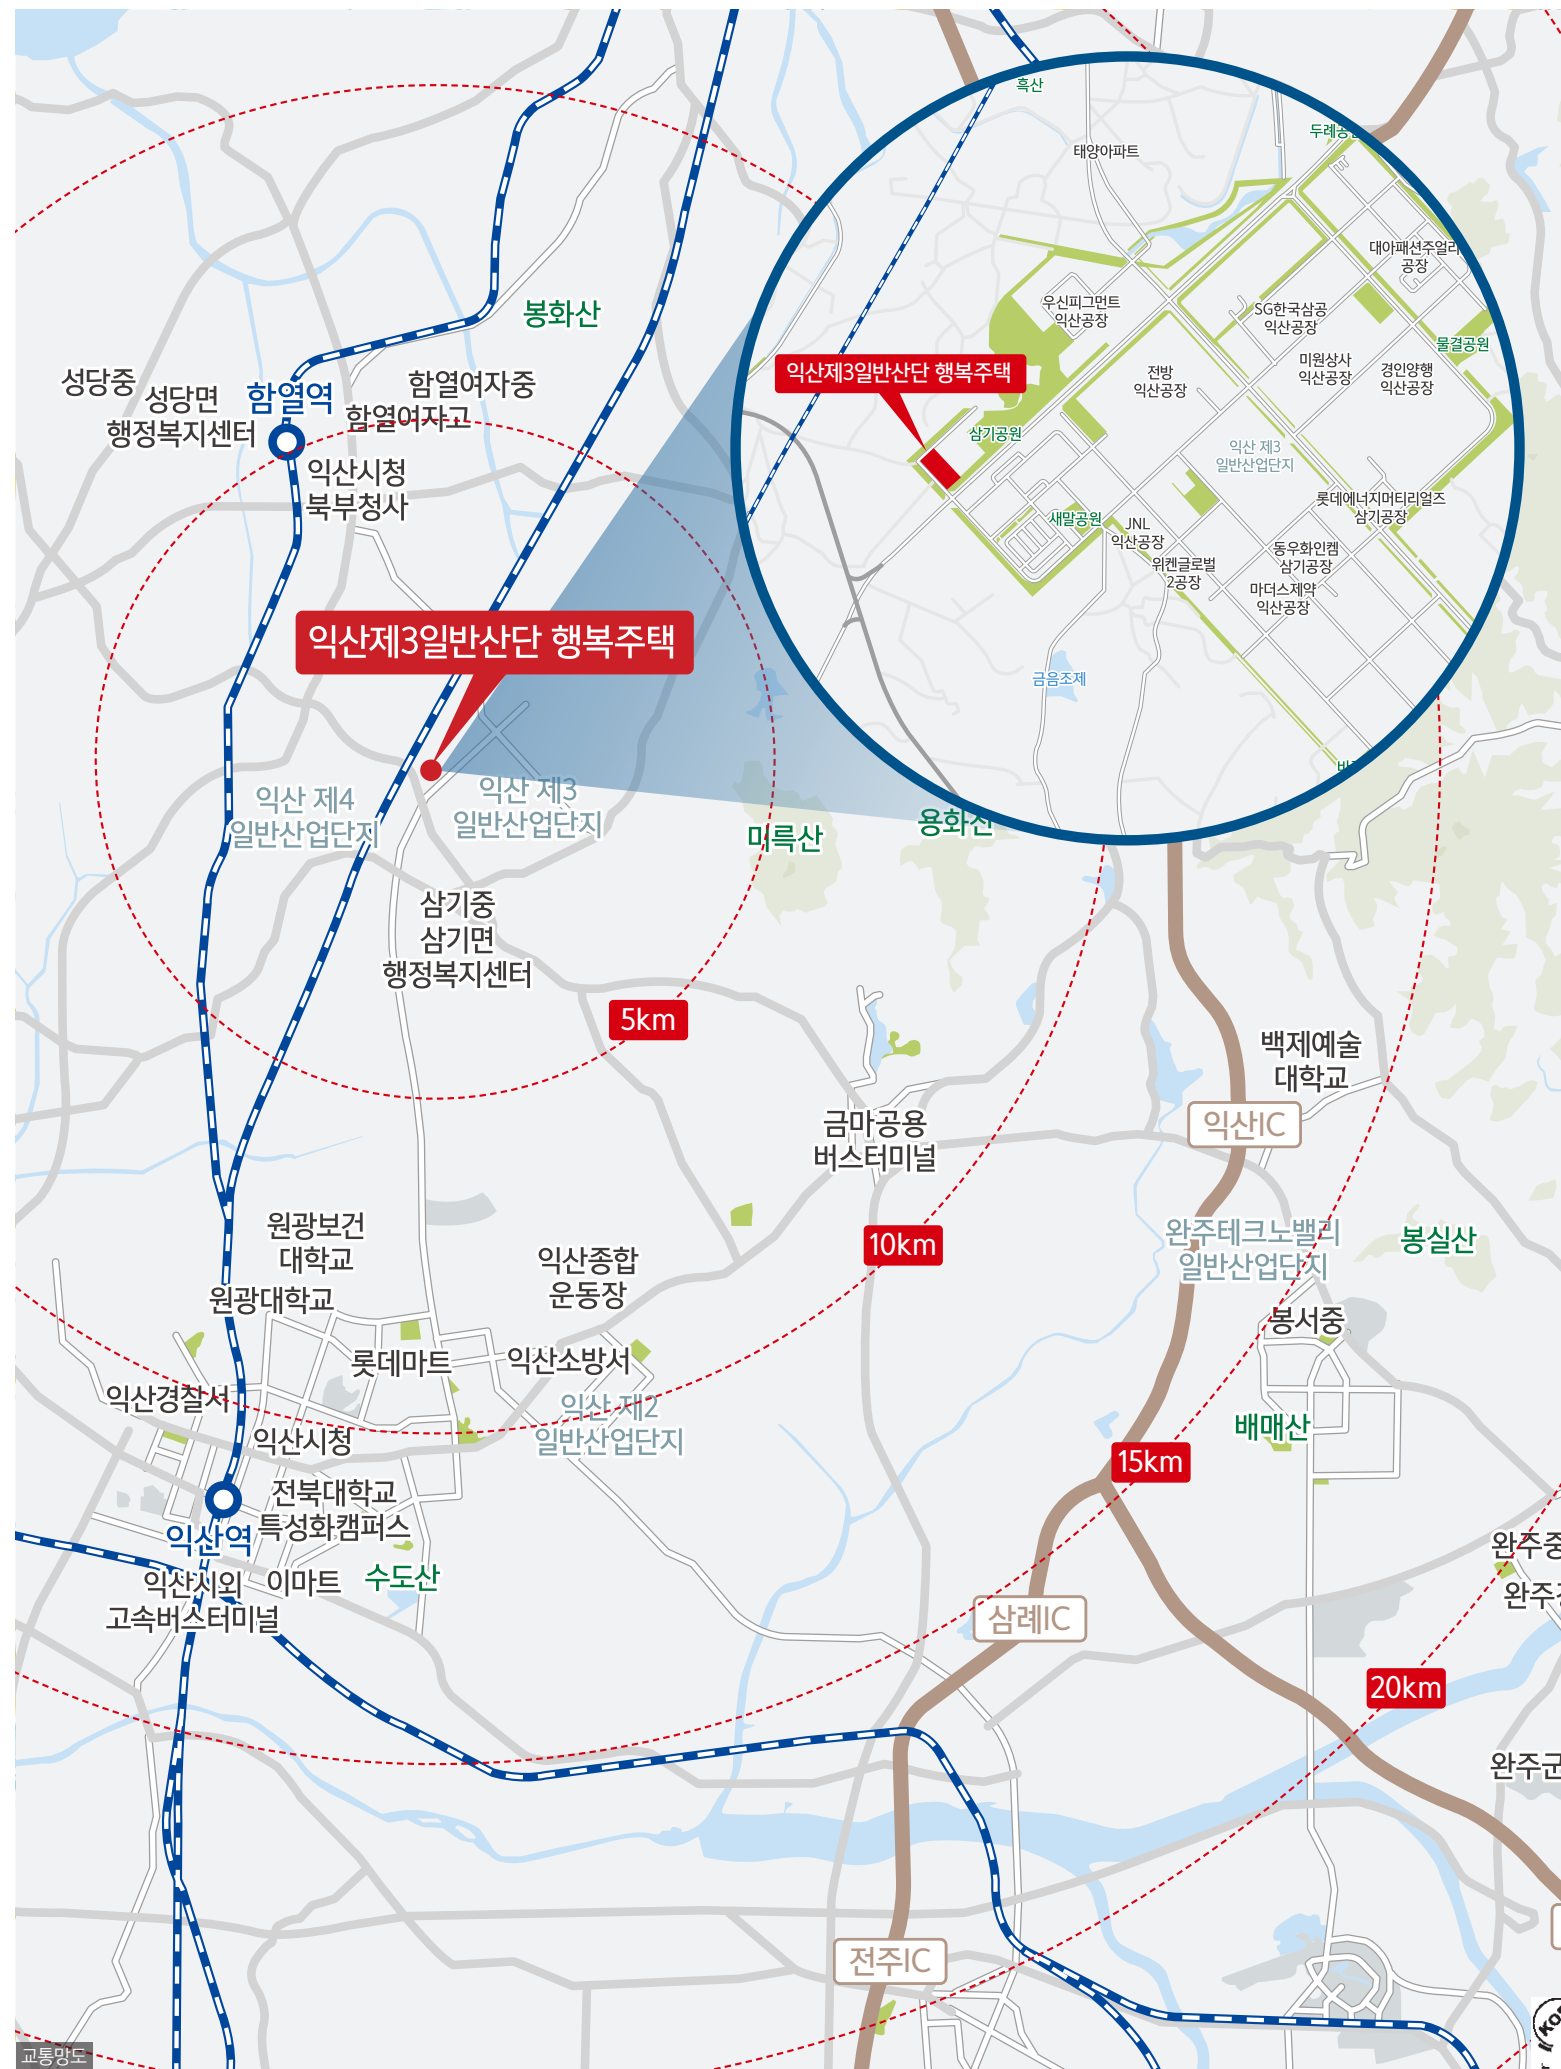 흑산
두레공원
태양아파트
대아패션주얼리
공장
우신피그먼트
익산공장
SG한국삼공
익산공장
물결공원
미원상사
익산공장
경인양행
익산공장
전방
익산공장
익산제3일반산단 행복주택
삼기공원
익산 제3
일반산업단지
롯데에너지머티리얼즈
삼기공장
새말공원
JNL
익산공장
동우화인켐
삼기공장
위켄글로벌
2공장
마더스제약
익산공장
금음조제
봉화산
성당중
성당면
행정복지센터
함열역
함열여자중
함열여자고
익산시청
북부청사
익산제3일반산단 행복주택
익산 제4
일반산업단지
익산 제3
일반산업단지
미륵산
용화산
삼기중
삼기면
행정복지센터
5km
백제예술
대학교
금마공용
버스터미널
익산IC
원광보건
대학교
익산종합
운동장
10km
완주테크노밸리
일반산업단지
봉실산
원광대학교
봉서중
롯데마트
익산소방서
익산경찰서
익산 제2
일반산업단지
배매산
익산시청
15km
전북대학교
특성화캠퍼스
익산역
완주중
익산시외
고속버스터미널
이마트
수도산
완주
삼례IC
20km
완주군
전주IC
교통망도